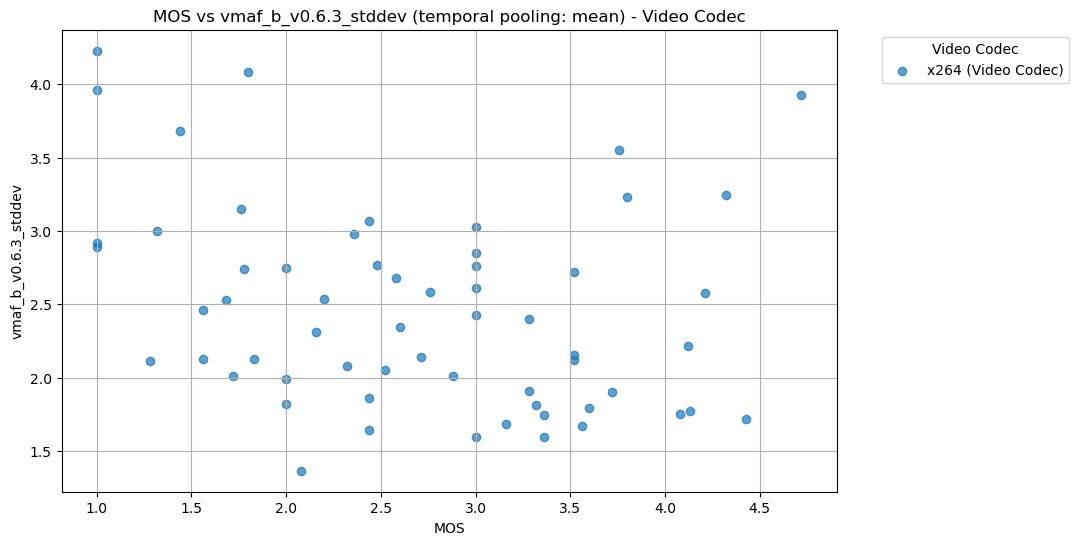 MOS vs vmaf_b_v0.6.3_stddev (temporal pooling: mean) - Video Codec
Video Codec
x264 (Video Codec)
vmaf_b_v0.6.3_stddev
4.0
3.5
3.0
2.5
2.0
1.5
1.0 1.5 2.0 2.5 3.0 3.5 4.0 4.5
MOS